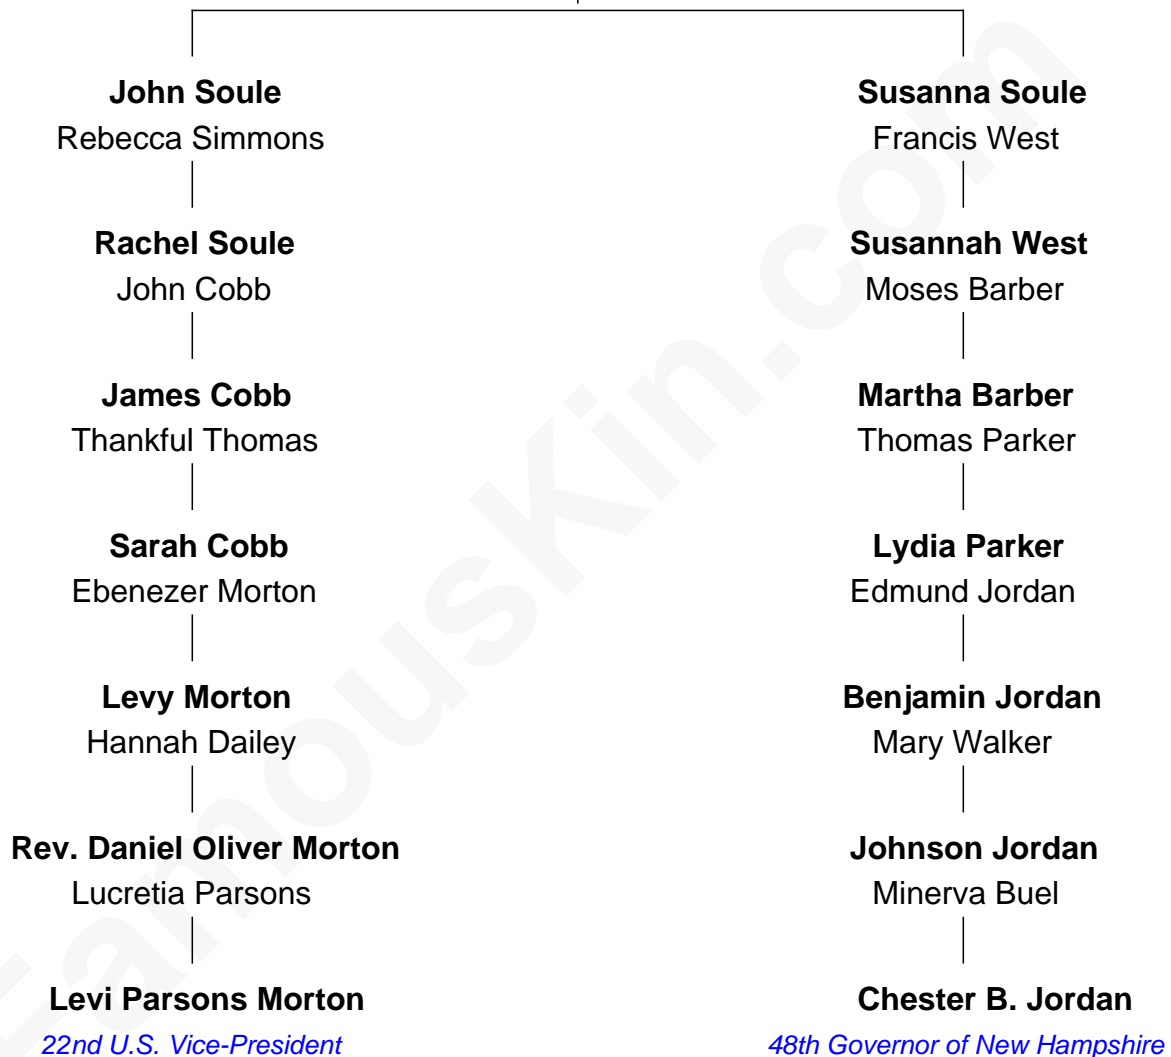 John Soule
Rebecca Simmons
Rachel Soule
John Cobb
James Cobb
Thankful Thomas
Sarah Cobb
Ebenezer Morton
Levy Morton
Hannah Dailey
Rev. Daniel Oliver Morton
Lucretia Parsons
Levi Parsons Morton
22nd U.S. Vice-President
Susanna Soule
Francis West
Susannah West
Moses Barber
Martha Barber
Thomas Parker
Lydia Parker
Edmund Jordan
Benjamin Jordan
Mary Walker
Johnson Jordan
Minerva Buel
Chester B. Jordan
48th Governor of New Hampshire
FamousKin.com